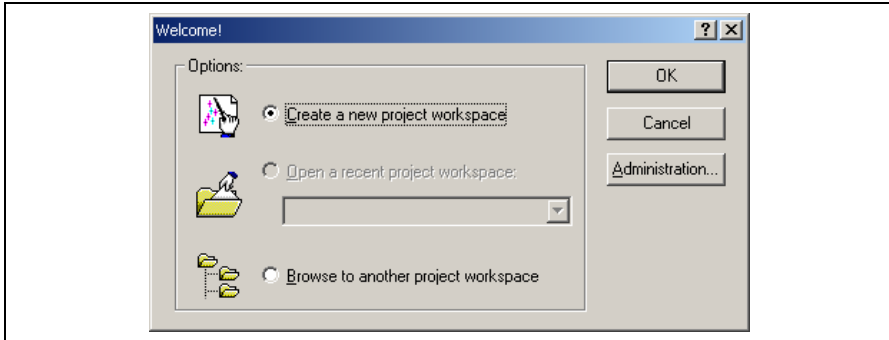 Welcome!
Options:
Create a new project workspace
Open a recent project workspace:
Browse to another project workspace
OK
Cancel
Administration...